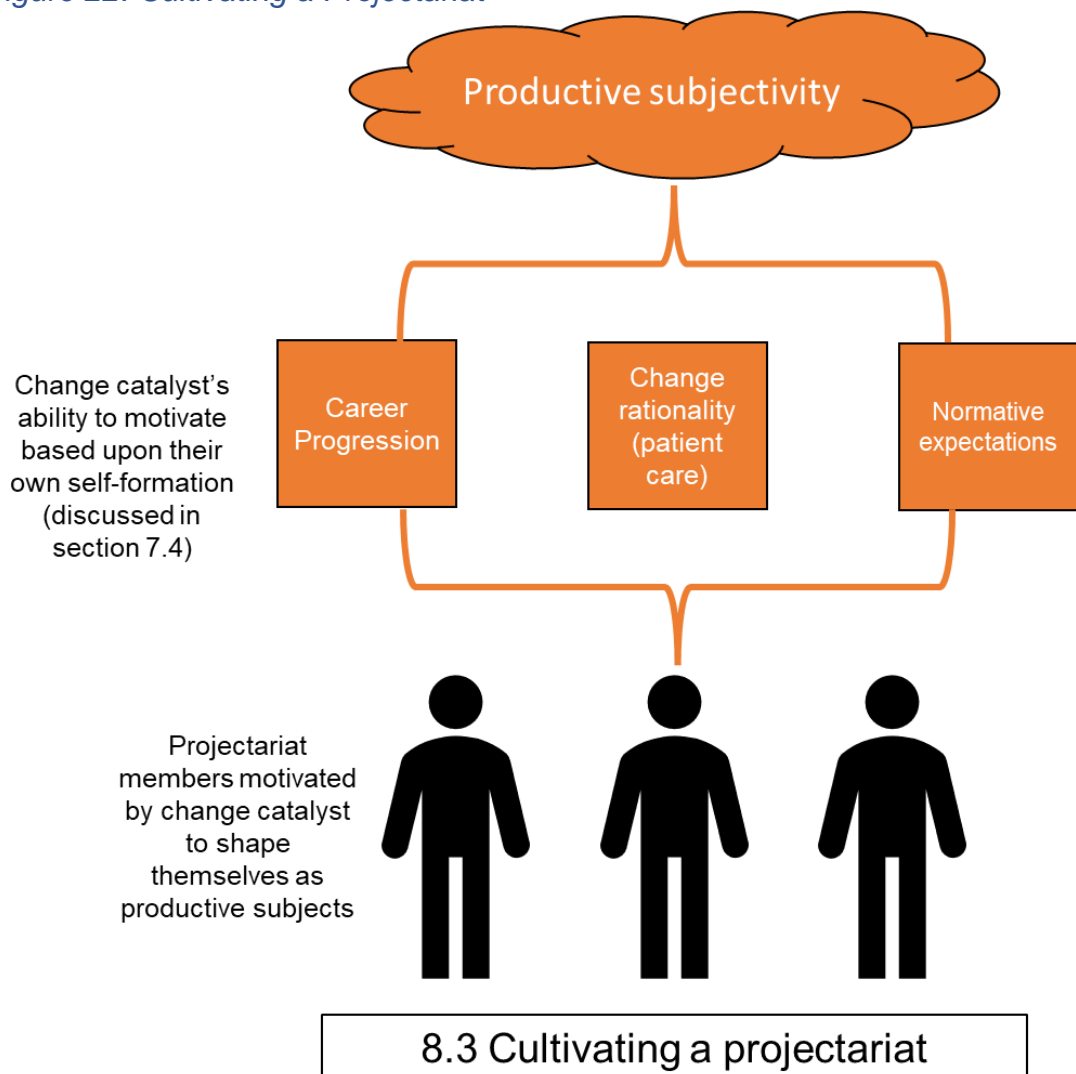 Cultivating a Projectariat
Productive subjectivity
Change catalyst's
ability to motivate
based upon their
own self-formation
(discussed in
section 7.4)
Career
Progression
Change
rationality
(patient
care)
Normative
expectations
Projectariat
members motivated
by change catalyst
to shape
themselves as
productive subjects
8.3 Cultivating a projectariat